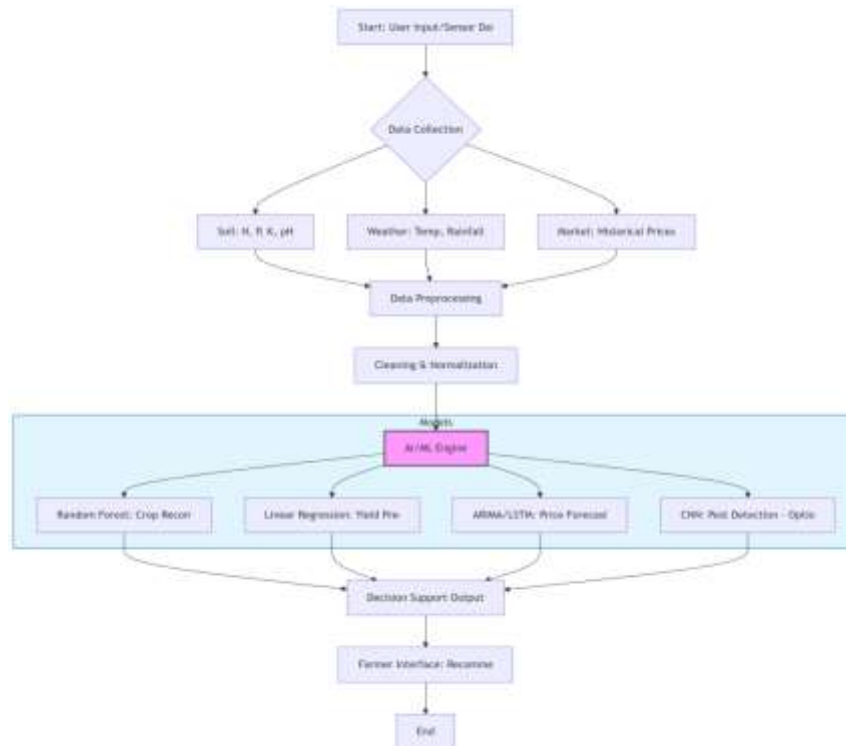 Start: User Input/Sensor Dat
Data Collection
Soil: N, P, K, pH
Weather: Temp, Rainfall
Market: Historical Prices
Data Preprocessing
Cleaning & Normalization
Models
AI/ML Engine
Random Forest: Crop Recon
Linear Regression: Yield Pre
ARIMA/LSTM: Price Forecast
CNN: Pest Detection - Optio
Decision Support Output
Farmer Interface: Recomme
End